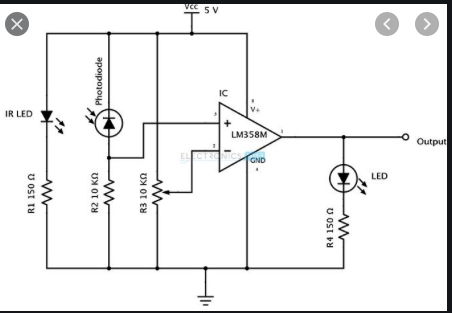 Vcc 5 V
Photodiode
IC
IR LED
V+
LM358M
Output
ELECTRONICS
GND
LED
R1 150 Ω
R2 10 KΩ
R3 10 KΩ
R4 150 Ω